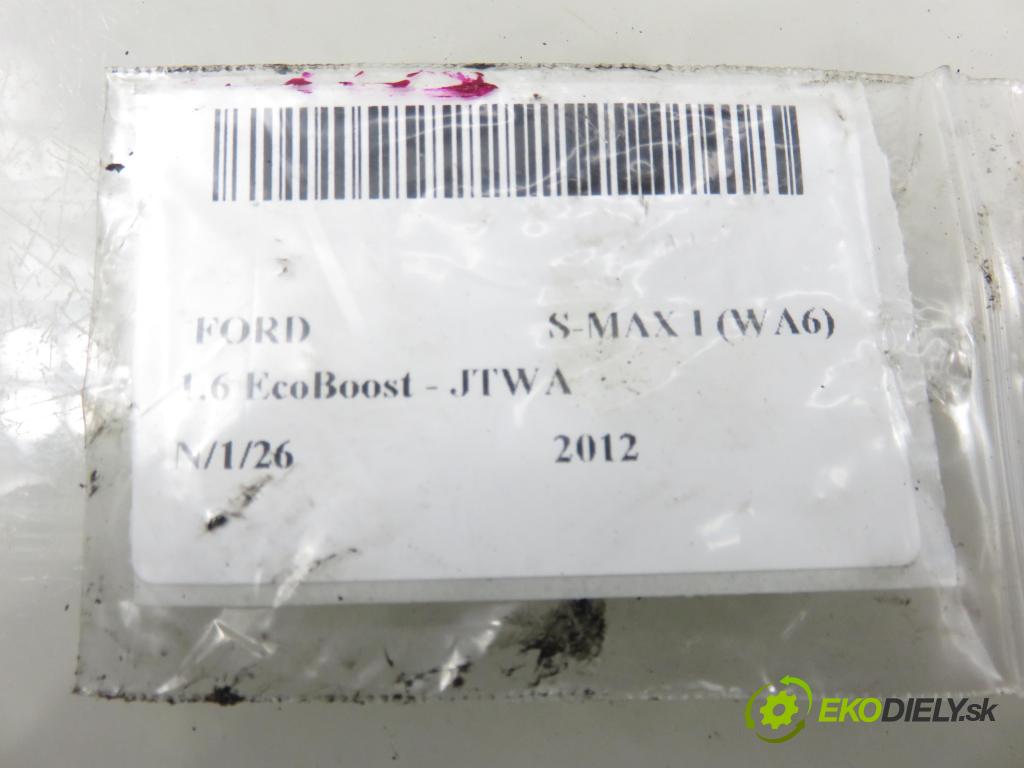 FORD S-MAX I (WA6)
1.6 EcoBoost - JTWA
N/1/26 2012
EKODIELY.sk